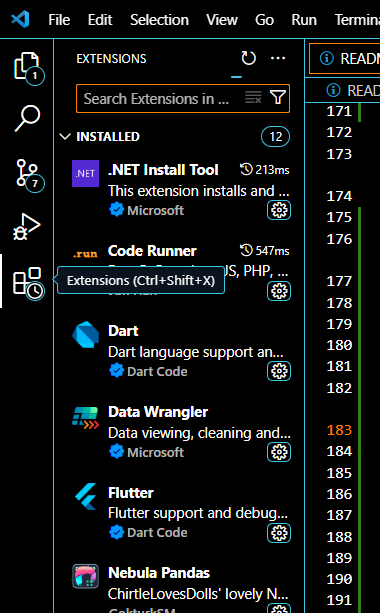 File Edit Selection View Go Run Termina
EXTENSIONS
README
Search Extensions in ...
READ
INSTALLED 12
.NET Install Tool 213ms
This extension installs and ...
Microsoft
Code Runner 547ms
JS, PHP, ...
Extensions (Ctrl+Shift+X)
Dart
Dart language support an...
Dart Code
Data Wrangler
Data viewing, cleaning and...
Microsoft
Flutter
Flutter support and debug...
Dart Code
Nebula Pandas
ChirtleLovesDolls' lovely N...
1
7
.NET
.run
171
172
173
174
175
176
177
178
179
180
181
182
183
184
185
186
187
188
189
190
191